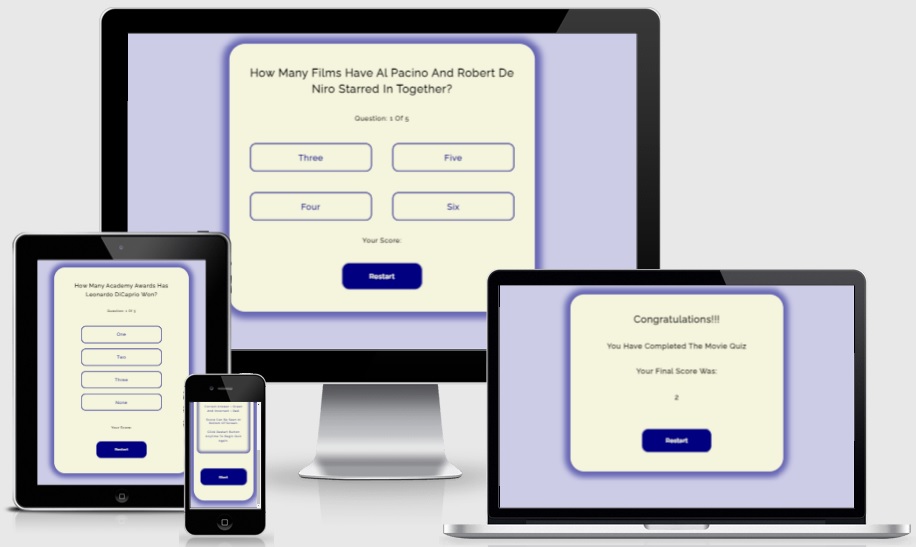 How Many Films Have Al Pacino And Robert De
Niro Starred In Together?
Question: 1 Of 5
Three
Five
Four
Six
Your Score:
Restart
How Many Academy Awards Has
Leonardo DiCaprio Won?
Question: 1 Of 5
One
Two
Three
None
Your Score:
Restart
Congratulations!!!
You Have Completed The Movie Quiz
Your Final Score Was:
2
Restart